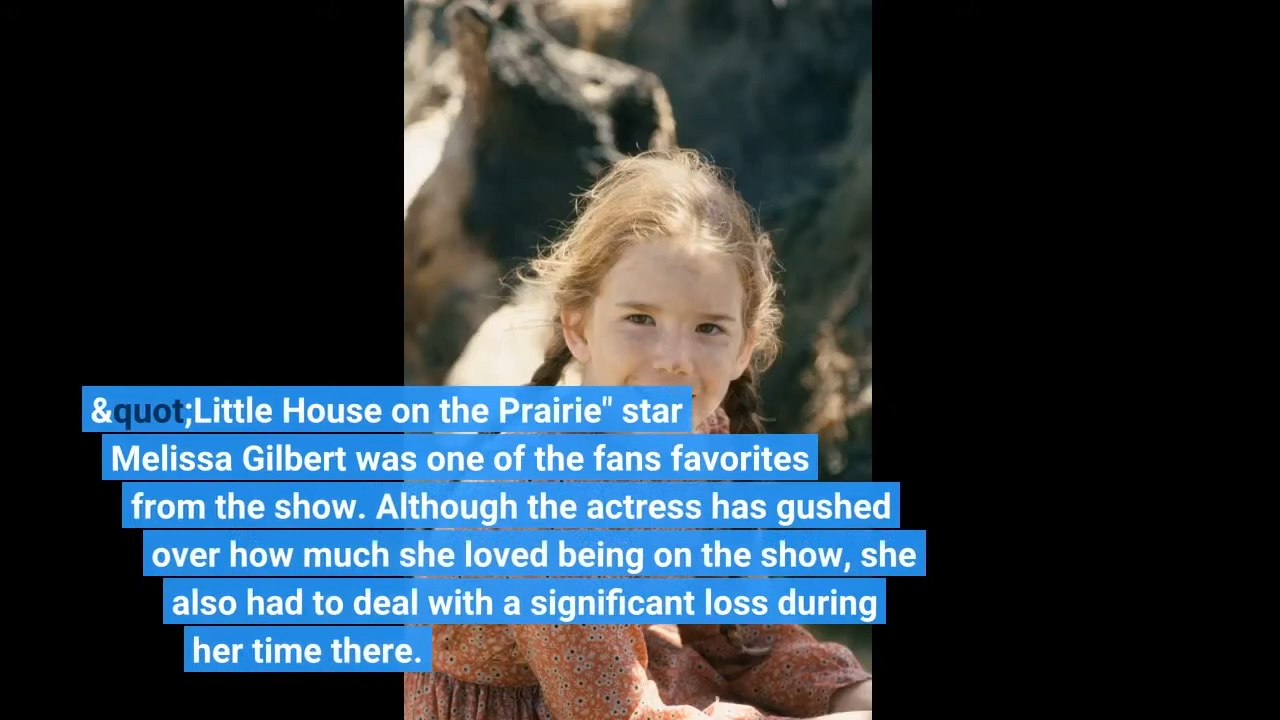 &quot;Little House on the Prairie" star
Melissa Gilbert was one of the fans favorites
from the show. Although the actress has gushed
over how much she loved being on the show, she
also had to deal with a significant loss during
her time there.